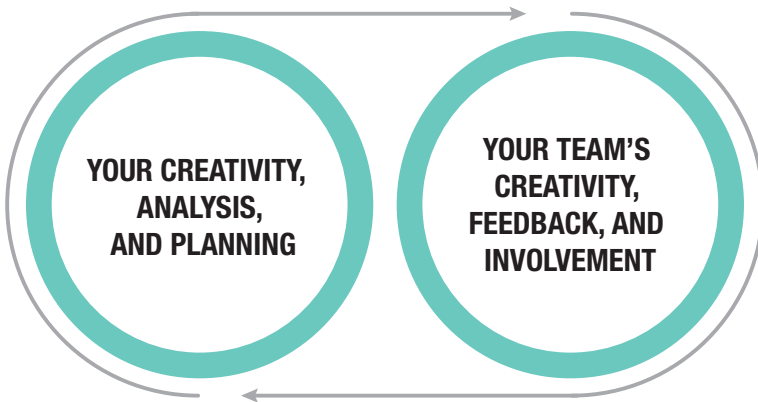 YOUR CREATIVITY,
ANALYSIS,
AND PLANNING
YOUR TEAM’S
CREATIVITY,
FEEDBACK, AND
INVOLVEMENT